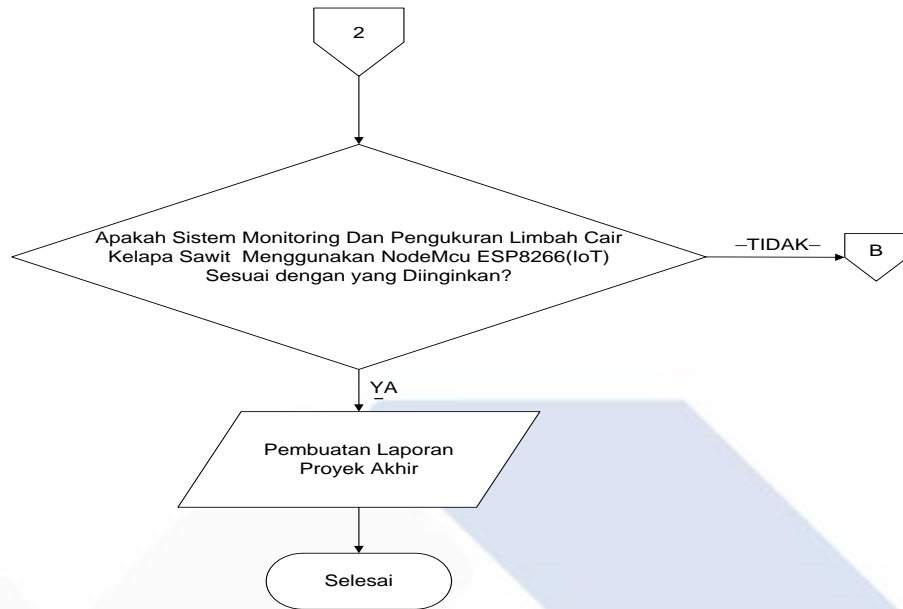 2
Apakah Sistem Monitoring Dan Pengukuran Limbah Cair
Kelapa Sawit Menggunakan NodeMcu ESP8266(IoT)
Sesuai dengan yang Diinginkan?
TIDAK
B
YA
Pembuatan Laporan
Proyek Akhir
Selesai